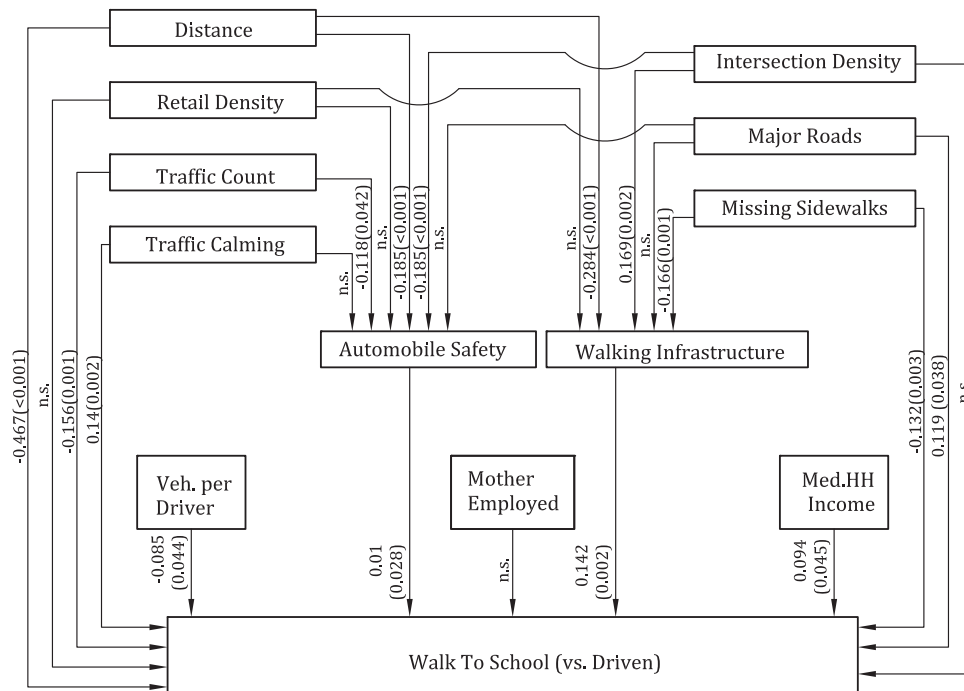 Distance
Intersection Density
Retail Density
Major Roads
Traffic Count
Missing Sidewalks
Traffic Calming
n.s.
-0.118(0.042)
n.s.
-0.185(<0.001)
-0.185(<0.001)
n.s.
n.s.
-0.284(<0.001)
0.169(0.002)
n.s.
-0.166(0.001)
Automobile Safety
Walking Infrastructure
-0.467(<0.001)
n.s.
-0.156(0.001)
0.14(0.002)
-0.132(0.003)
0.119 (0.038)
n.s.
Veh. per
Driver
Mother
Employed
Med.HH
Income
-0.085
(0.044)
0.01
(0.028)
n.s.
0.142
(0.002)
0.094
(0.045)
Walk To School (vs. Driven)